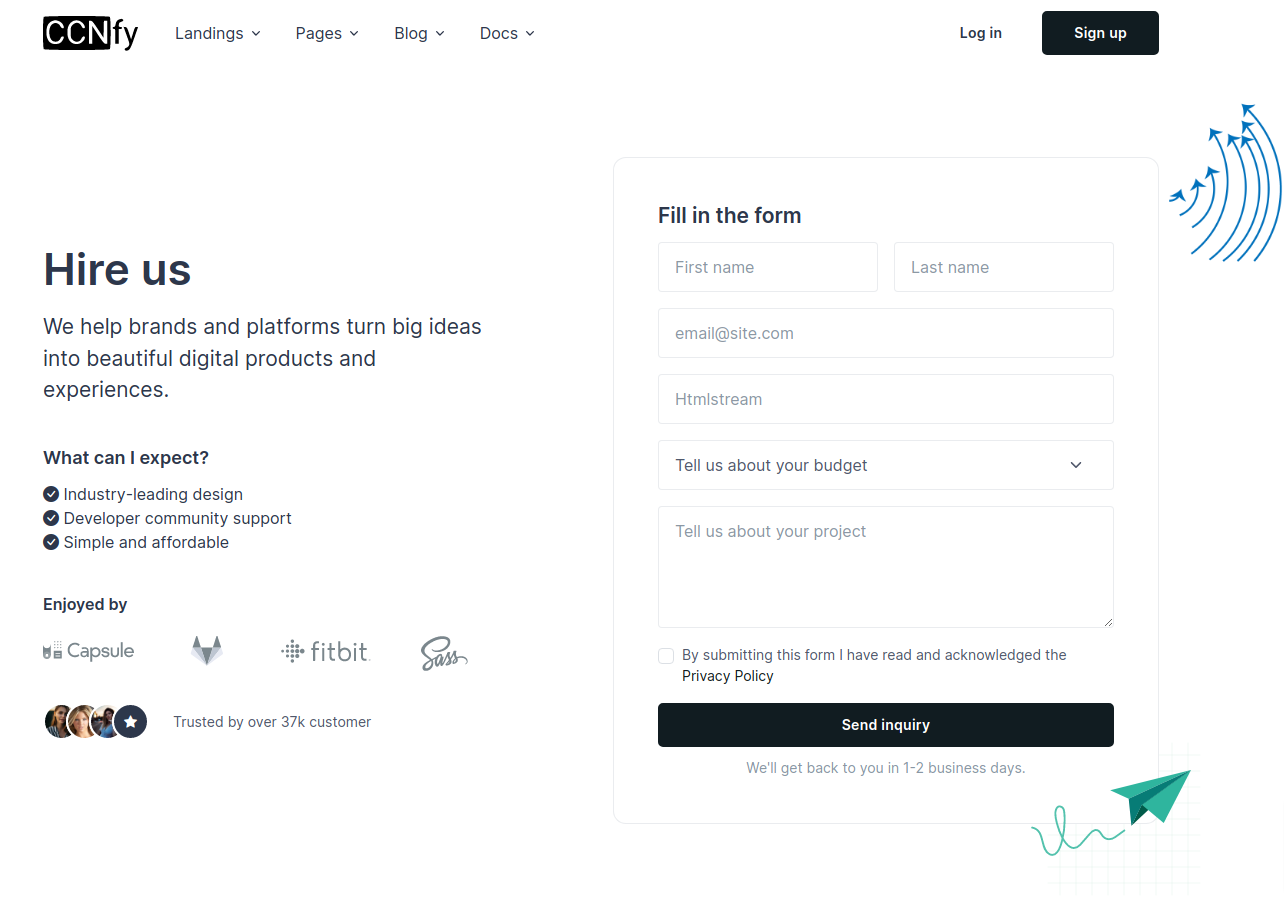 CCNfy Landings Pages Blog Docs Log in Sign up
Hire us
We help brands and platforms turn big ideas
into beautiful digital products and
experiences.
What can I expect?
Industry-leading design
Developer community support
Simple and affordable
Enjoyed by
Capsule fitbit Sass
Trusted by over 37k customer
Fill in the form
First name Last name
email@site.com
Htmlstream
Tell us about your budget
Tell us about your project
By submitting this form I have read and acknowledged the
Privacy Policy
Send inquiry
We'll get back to you in 1-2 business days.